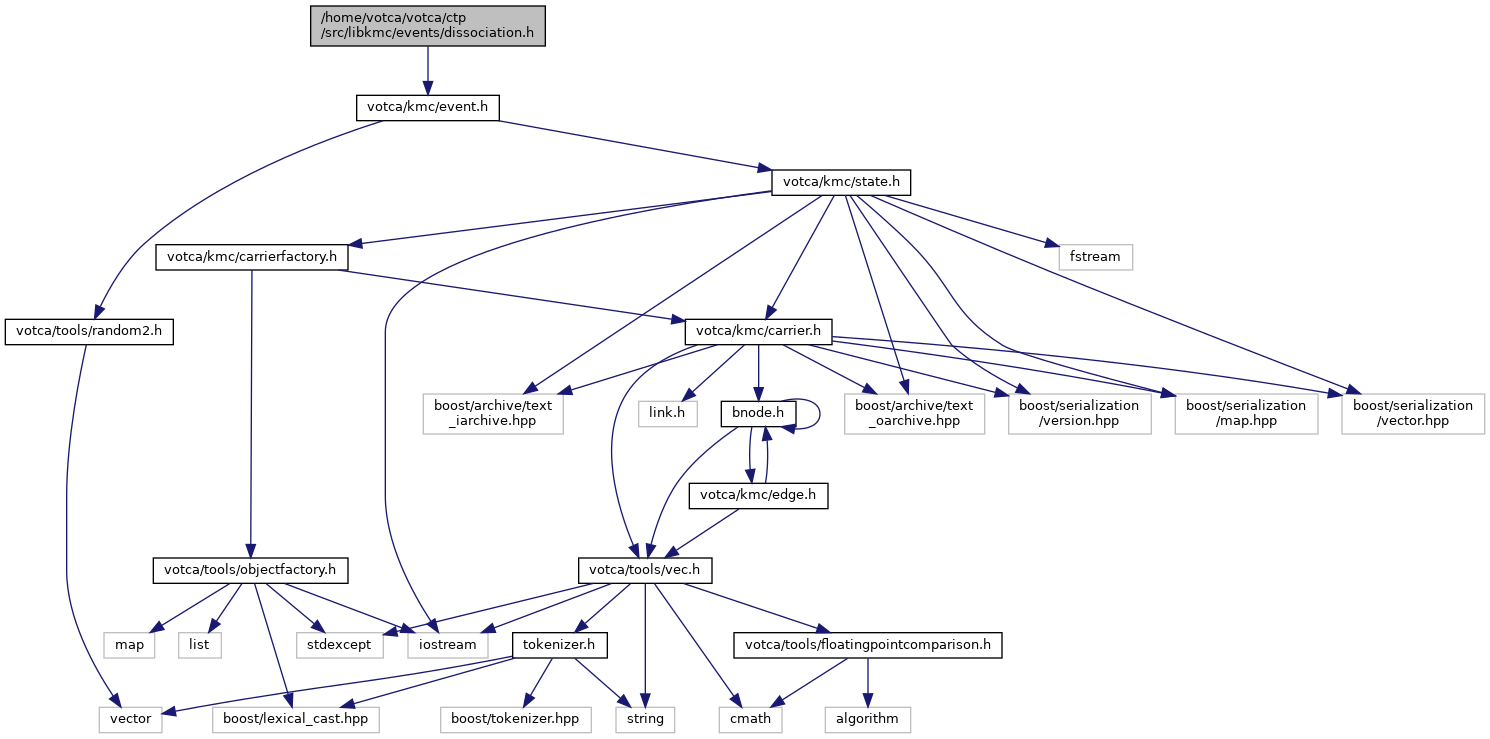 /home/votca/votca/ctp
/src/libkmc/events/dissociation.h
votca/kmc/event.h
votca/kmc/state.h
votca/kmc/carrierfactory.h
fstream
votca/tools/random2.h
votca/kmc/carrier.h
boost/archive/text
_iarchive.hpp
link.h
bnode.h
boost/archive/text
_oarchive.hpp
boost/serialization
/version.hpp
boost/serialization
/map.hpp
boost/serialization
/vector.hpp
votca/kmc/edge.h
votca/tools/objectfactory.h
votca/tools/vec.h
map
list
stdexcept
iostream
tokenizer.h
votca/tools/floatingpointcomparison.h
vector
boost/lexical_cast.hpp
boost/tokenizer.hpp
string
cmath
algorithm